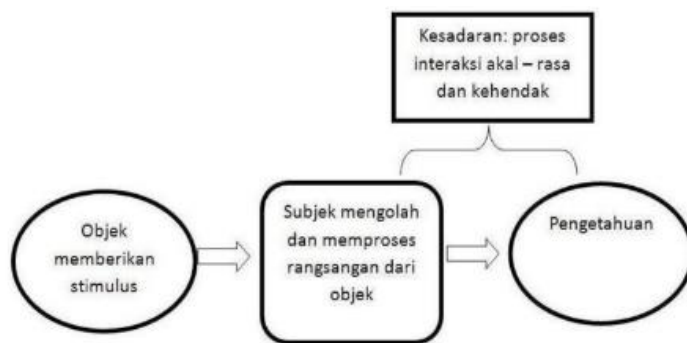 Kesadaran: proses
interaksi akal – rasa
dan kehendak
Objek
memberikan
stimulus
Subjek mengolah
dan memproses
rangsangan dari
objek
Pengetahuan